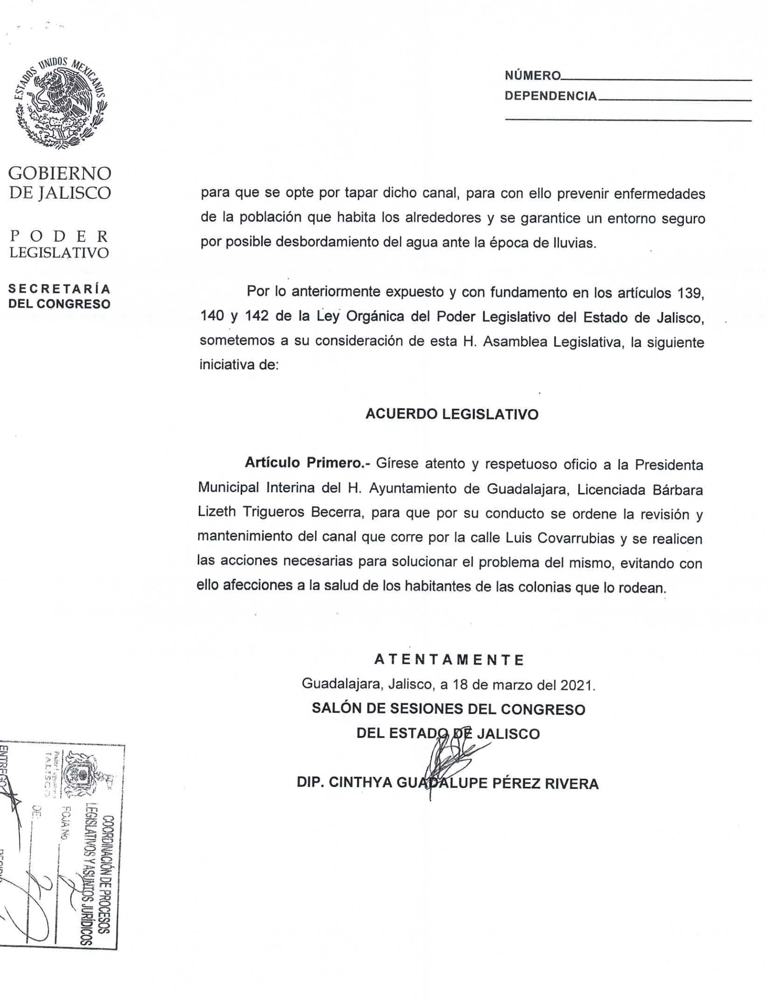 ESTADOS UNIDOS MEXICANOS
NÚMERO
DEPENDENCIA
GOBIERNO
DE JALISCO
PODER
LEGISLATIVO
SECRETARÍA
DEL CONGRESO
para que se opte por tapar dicho canal, para con ello prevenir enfermedades
de la población que habita los alrededores y se garantice un entorno seguro
por posible desbordamiento del agua ante la época de lluvias.
Por lo anteriormente expuesto y con fundamento en los artículos 139,
140 y 142 de la Ley Orgánica del Poder Legislativo del Estado de Jalisco,
sometemos a su consideración de esta H. Asamblea Legislativa, la siguiente
iniciativa de:
ACUERDO LEGISLATIVO
Artículo Primero.- Gírese atento y respetuoso oficio a la Presidenta
Municipal Interina del H. Ayuntamiento de Guadalajara, Licenciada Bárbara
Lizeth Trigueros Becerra, para que por su conducto se ordene la revisión y
mantenimiento del canal que corre por la calle Luis Covarrubias y se realicen
las acciones necesarias para solucionar el problema del mismo, evitando con
ello afecciones a la salud de los habitantes de las colonias que lo rodean.
ATENTAMENTE
Guadalajara, Jalisco, a 18 de marzo del 2021.
SALÓN DE SESIONES DEL CONGRESO
DEL ESTADO DE JALISCO
DIP. CINTHYA GUADALUPE PÉREZ RIVERA
COORDINACIÓN DE PROCESOS
LEGISLATIVOS Y ASUNTOS JURÍDICOS
Poder Legislativo
JALISCO
FOJA No. 2
DE: 2
ENTREGO